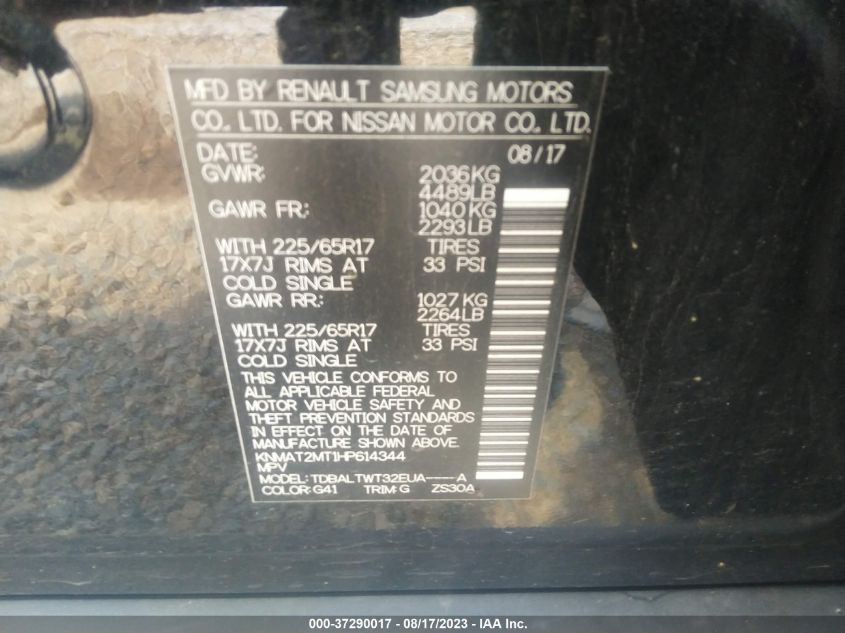 MFD BY RENAULT SAMSUNG MOTORS
CO., LTD. FOR NISSAN MOTOR CO., LTD.
DATE: 08/17
GVWR: 2036KG
4489LB
GAWR FR: 1040KG
2293LB
WITH 225/65R17 TIRES
17X7J RIMS AT 33 PSI
COLD SINGLE
GAWR RR: 1027KG
2264LB
WITH 225/65R17 TIRES
17X7J RIMS AT 33 PSI
COLD SINGLE
THIS VEHICLE CONFORMS TO
ALL APPLICABLE FEDERAL
MOTOR VEHICLE SAFETY AND
THEFT PREVENTION STANDARDS
IN EFFECT ON THE DATE OF
MANUFACTURE SHOWN ABOVE.
KNMAT2MT1HP614344
MPV
MODEL: TDBALTWT32EUA----A
COLOR: G41 TRIM: G ZS30A
000-37290017 - 08/17/2023 - IAA Inc.